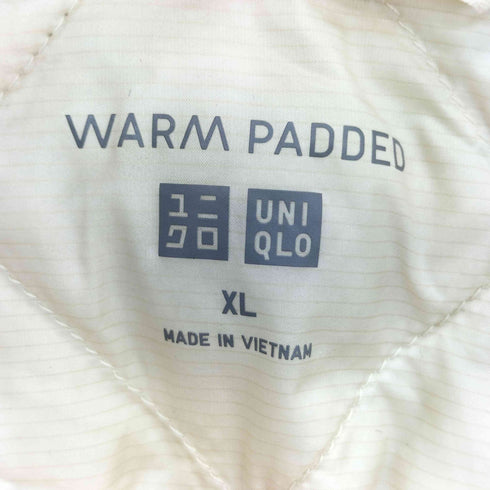 WARM PADDED
ユニ UNI
クロ QLO
XL
MADE IN VIETNAM